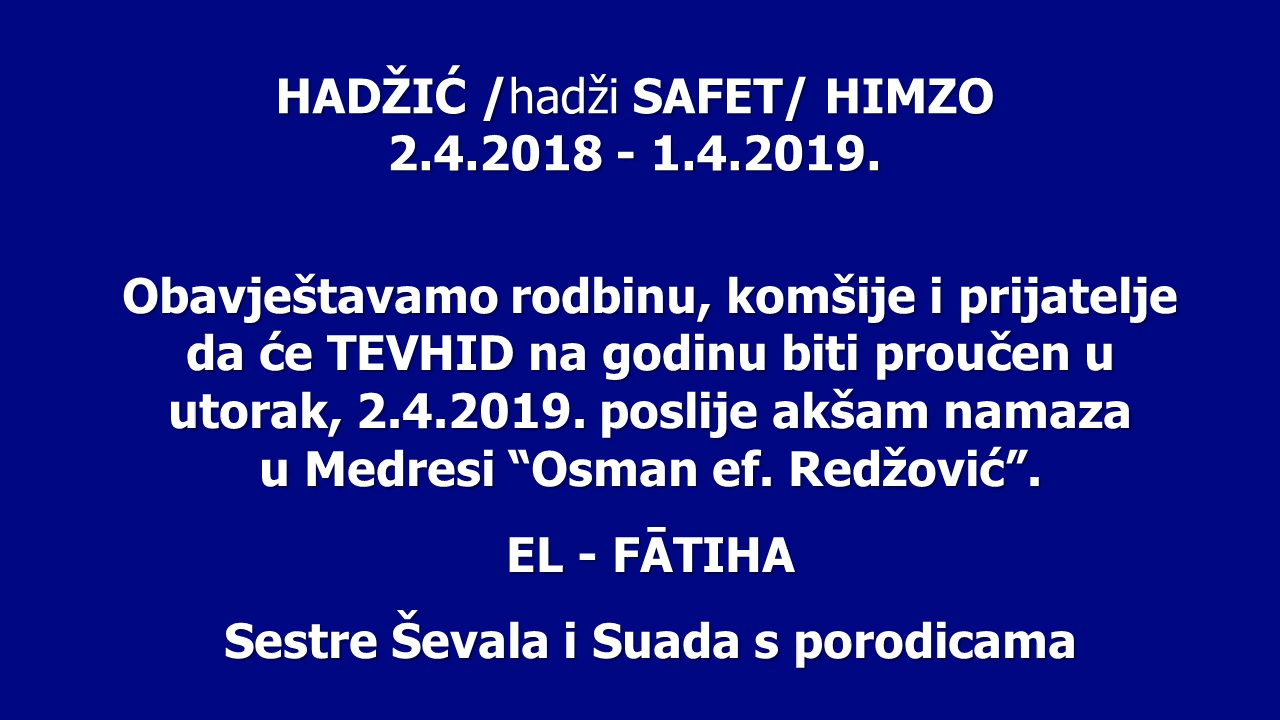 HADŽIĆ /hadži SAFET/ HIMZO
2.4.2018 - 1.4.2019.
Obavještavamo rodbinu, komšije i prijatelje
da će TEVHID na godinu biti proučen u
utorak, 2.4.2019. poslije akšam namaza
u Medresi “Osman ef. Redžović”.
EL - FĀTIHA
Sestre Ševala i Suada s porodicama